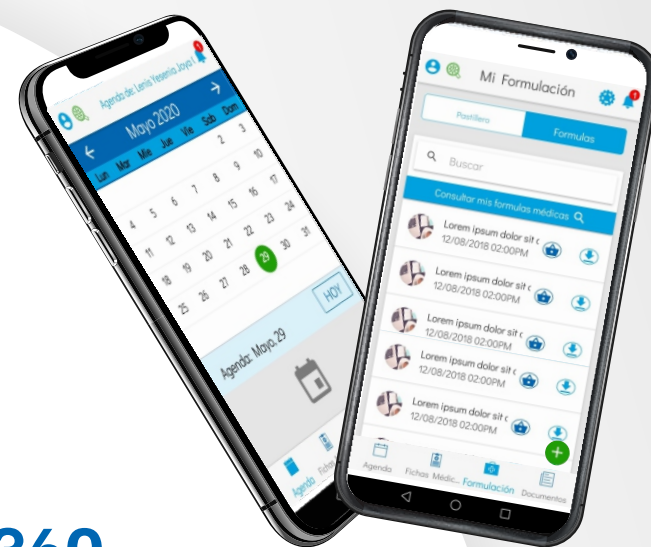 Agenda de: Lenis Yesenia Joya
Mayo 2020
Lun Mar Mie Jue Vie Sab Dom
2 3
4 5 6 7 8 9 10
11 12 13 14 15 16 17
18 19 20 21 22 23 24
25 26 27 28 29 30 31
HOY
Agenda: Mayo, 29
Agenda
Mi Formulación
1
Pastillero Formulas
Buscar
Consultar mis formulas médicas
Lorem ipsum dolor sit c
12/08/2018 02:00PM
Lorem ipsum dolor sit c
12/08/2018 02:00PM
Lorem ipsum dolor sit c
12/08/2018 02:00PM
Lorem ipsum dolor sit c
12/08/2018 02:00PM
Lorem ipsum dolor sit c
12/08/2018 02:00PM
Agenda Fichas Médic... Formulación Documentos
360